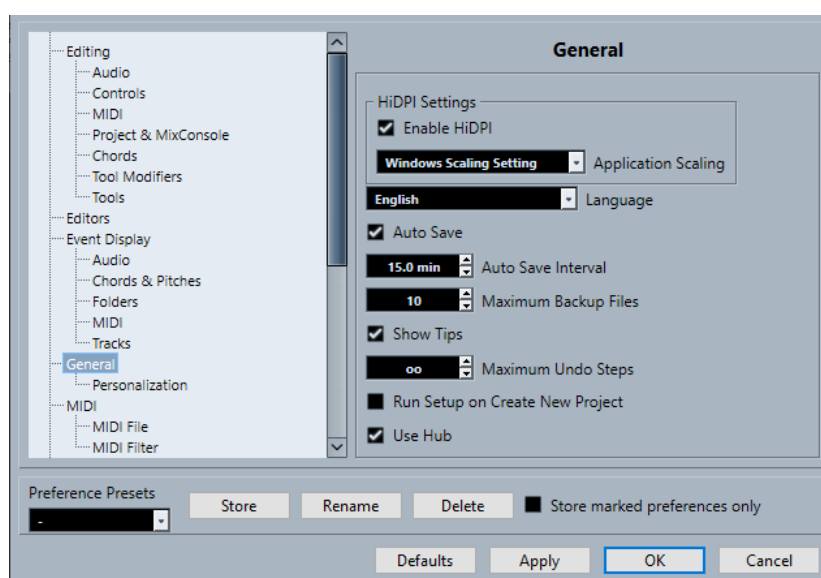 Editing
Audio
Controls
MIDI
Project & MixConsole
Chords
Tool Modifiers
Tools
Editors
Event Display
Audio
Chords & Pitches
Folders
MIDI
Tracks
General
Personalization
MIDI
MIDI File
MIDI Filter
General
HiDPI Settings
Enable HiDPI
Windows Scaling Setting Application Scaling
English Language
Auto Save
15.0 min Auto Save Interval
10 Maximum Backup Files
Show Tips
oo Maximum Undo Steps
Run Setup on Create New Project
Use Hub
Preference Presets
-
Store Rename Delete Store marked preferences only
Defaults Apply OK Cancel